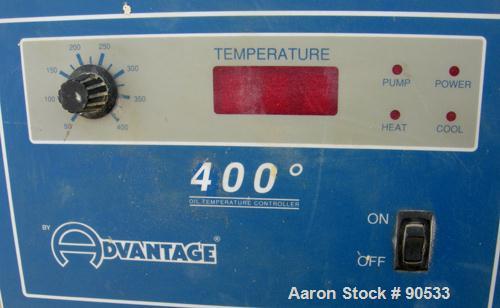 TEMPERATURE
200
250
150
300
100
350
50
400
PUMP
POWER
HEAT
COOL
400°
OIL TEMPERATURE CONTROLLER
BY ADVANTAGE®
ON
OFF
Aaron Stock # 90533